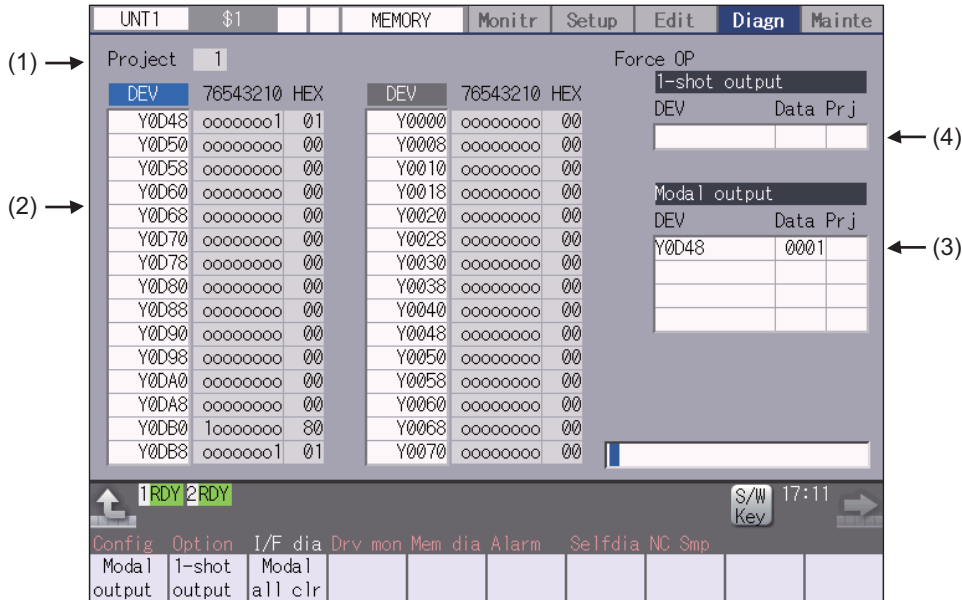 UNT1 $1 MEMORY Monitr Setup Edit Diagn Mainte
(1) Project 1 Force OP
1-shot output
DEV 76543210 HEX DEV 76543210 HEX DEV Data Prj
Y0D48 ooooooo1 01 Y0000 oooooooo 00
(4)
Y0D50 oooooooo 00 Y0008 oooooooo 00
Y0D58 oooooooo 00 Y0010 oooooooo 00
Y0D60 oooooooo 00 Y0018 oooooooo 00 Modal output
(2)
Y0D68 oooooooo 00 Y0020 oooooooo 00 DEV Data Prj
Y0D70 oooooooo 00 Y0028 oooooooo 00 Y0D48 0001 (3)
Y0D78 oooooooo 00 Y0030 oooooooo 00
Y0D80 oooooooo 00 Y0038 oooooooo 00
Y0D88 oooooooo 00 Y0040 oooooooo 00
Y0D90 oooooooo 00 Y0048 oooooooo 00
Y0D98 oooooooo 00 Y0050 oooooooo 00
Y0DA0 oooooooo 00 Y0058 oooooooo 00
Y0DA8 oooooooo 00 Y0060 oooooooo 00
Y0DB0 1ooooooo 80 Y0068 oooooooo 00
Y0DB8 ooooooo1 01 Y0070 oooooooo 00
1RDY 2RDY S/W Key 17:11
Config Option I/F dia Drv mon Mem dia Alarm Selfdia NC Smp
Modal 1-shot Modal
output output all clr